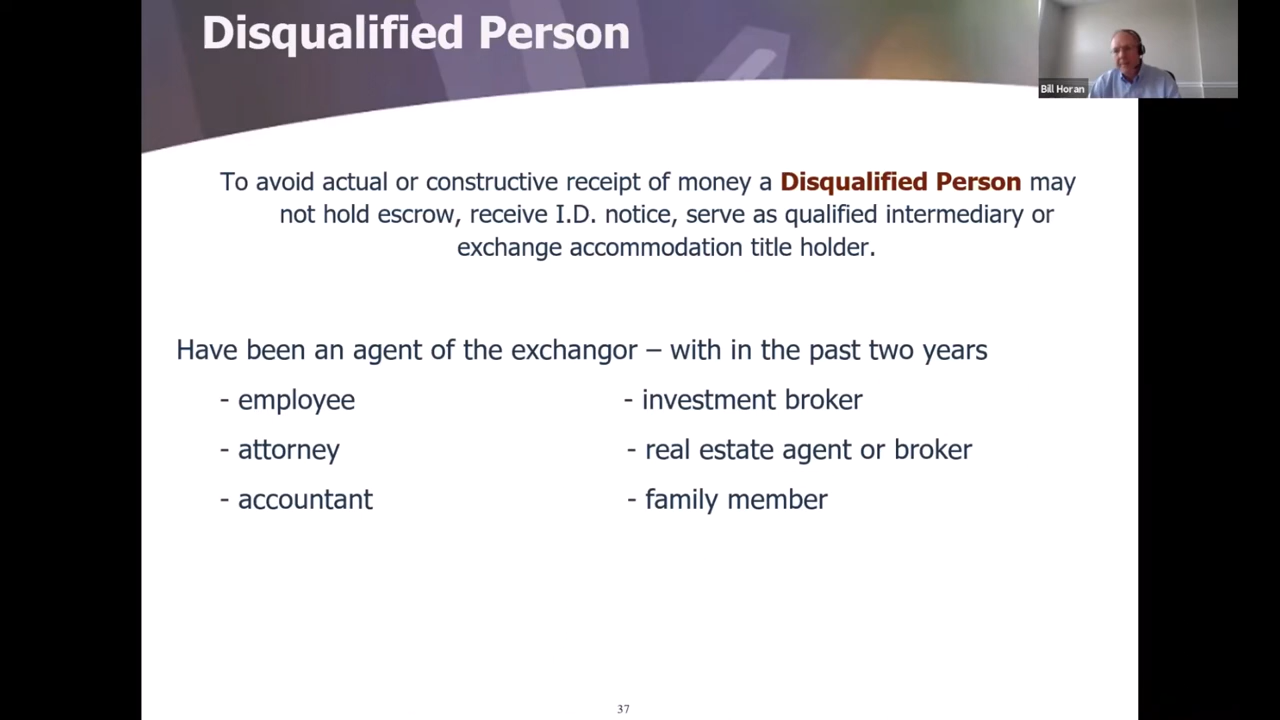 Disqualified Person
Bill Horan
To avoid actual or constructive receipt of money a Disqualified Person may
not hold escrow, receive I.D. notice, serve as qualified intermediary or
exchange accommodation title holder.
Have been an agent of the exchangor – with in the past two years
- employee
- investment broker
- attorney
- real estate agent or broker
- accountant
- family member
37